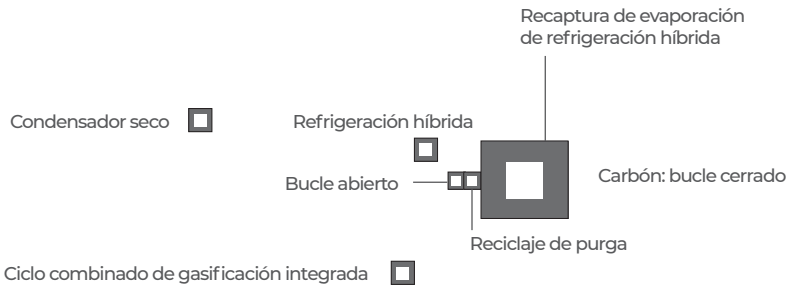 Recaptura de evaporación
de refrigeración híbrida
Condensador seco
Refrigeración híbrida
Bucle abierto
Carbón: bucle cerrado
Reciclaje de purga
Ciclo combinado de gasificación integrada